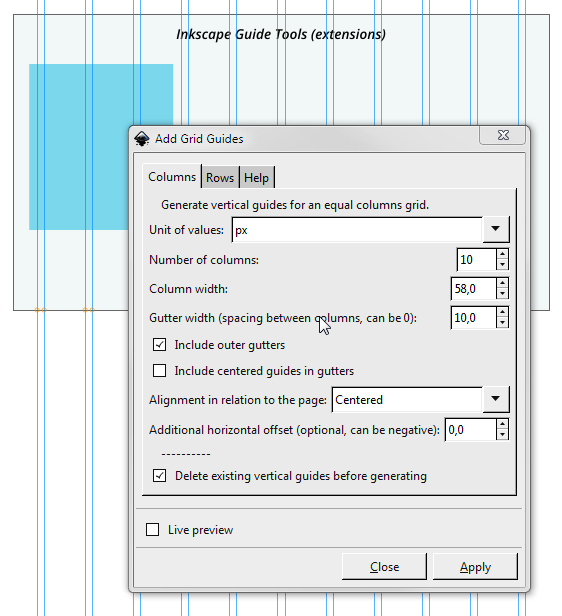 Inkscape Guide Tools (extensions)
Add Grid Guides
Columns Rows Help
Generate vertical guides for an equal columns grid.
Unit of values: px
Number of columns: 10
Column width: 58,0
Gutter width (spacing between columns, can be 0): 10,0
Include outer gutters
Include centered guides in gutters
Alignment in relation to the page: Centered
Additional horizontal offset (optional, can be negative): 0,0
----------
Delete existing vertical guides before generating
Live preview
Close Apply